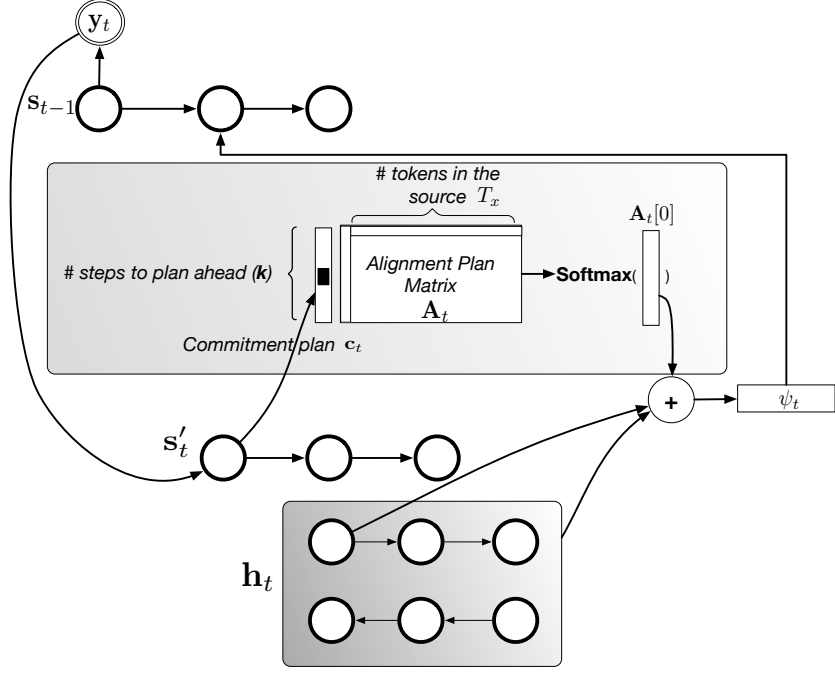 y_t
s_{t−1}
# tokens in the
source T_x
A_t[0]
# steps to plan ahead (k)
Alignment Plan
Matrix
A_t
Softmax( )
Commitment plan c_t
+
ψ_t
s′_t
h_t